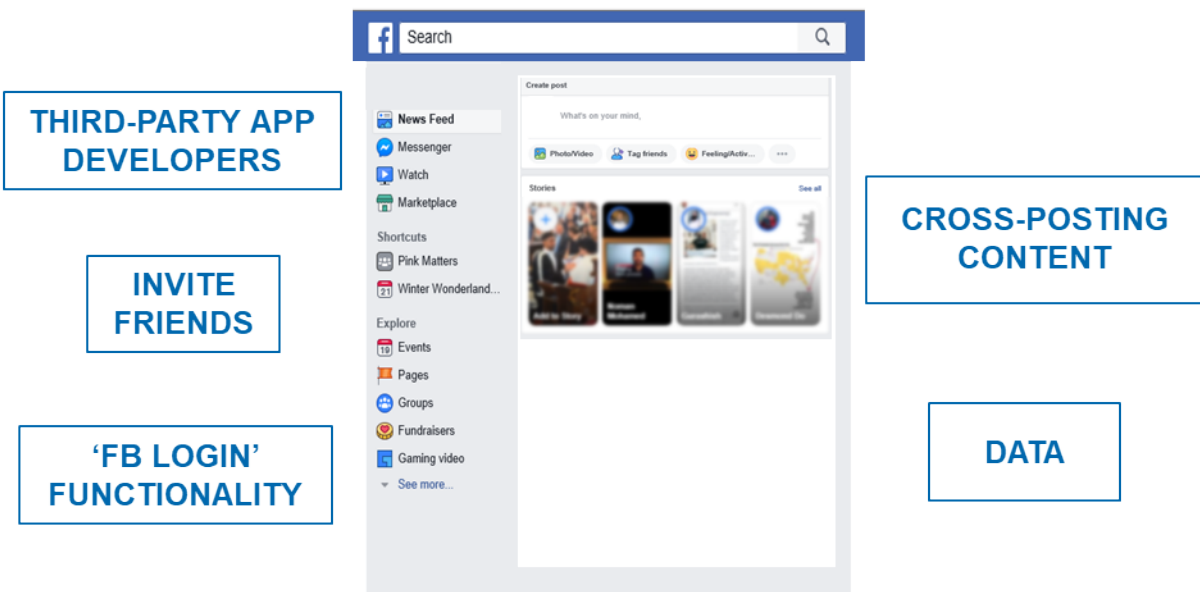 f
Search
THIRD-PARTY APP
DEVELOPERS
INVITE
FRIENDS
‘FB LOGIN’
FUNCTIONALITY
News Feed
Messenger
Watch
Marketplace
Shortcuts
Pink Matters
21 Winter Wonderland...
Explore
19 Events
Pages
Groups
Fundraisers
Gaming video
See more...
Create post
What's on your mind,
Photo/Video Tag friends Feeling/Activ... •••
Stories See all
Add to Story
CROSS-POSTING
CONTENT
DATA